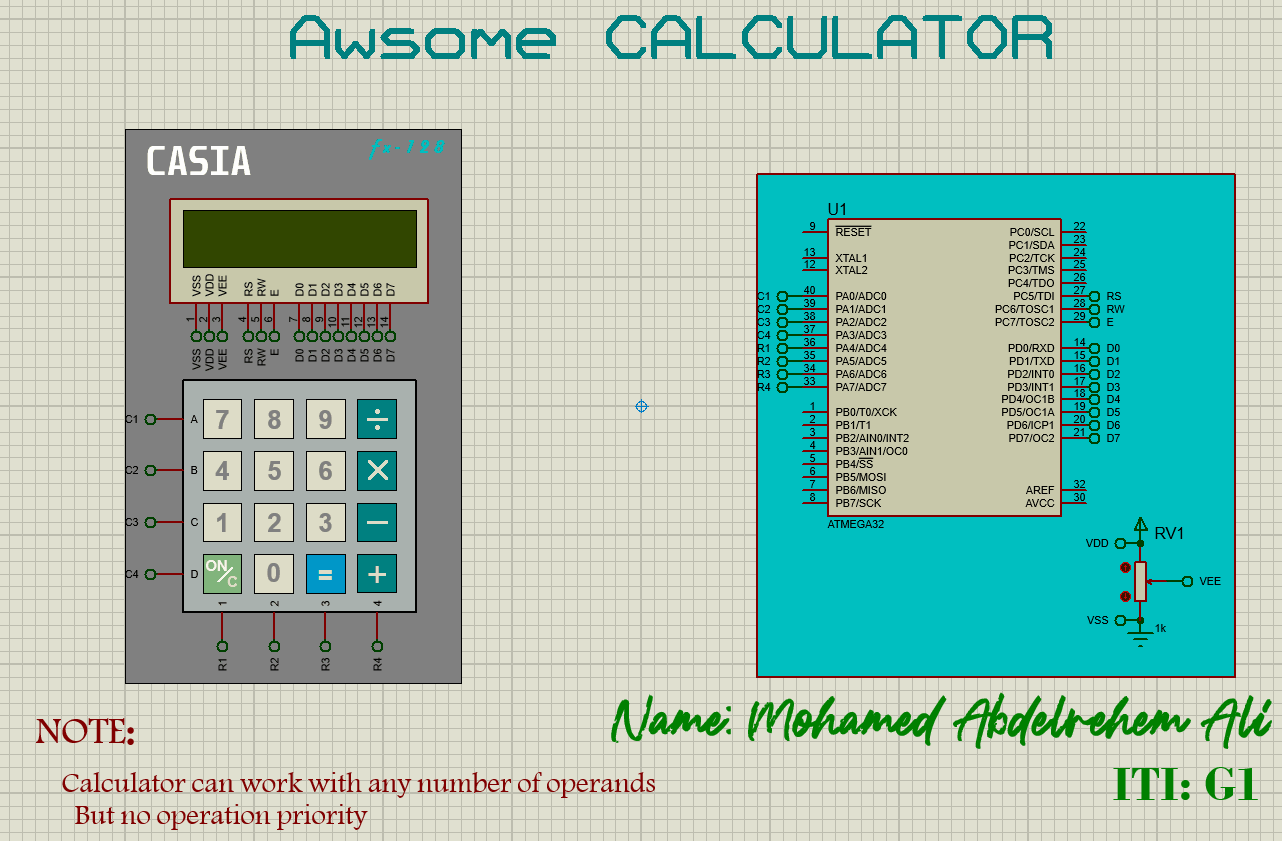 Awsome CALCULATOR
CASIA
fx-128
VSS VDD VEE RS RW E D0 D1 D2 D3 D4 D5 D6 D7
1 2 3 4 5 6 7 8 9 10 11 12 13 14
VSS VDD VEE RS RW E D0 D1 D2 D3 D4 D5 D6 D7
C1 A 7 8 9 ÷
C2 B 4 5 6 ×
C3 C 1 2 3 −
C4 D ON/C 0 = +
1 2 3 4
R1 R2 R3 R4
U1
9 RESET PC0/SCL 22
PC1/SDA 23
13 XTAL1 PC2/TCK 24
12 XTAL2 PC3/TMS 25
PC4/TDO 26
C1 40 PA0/ADC0 PC5/TDI 27 RS
C2 39 PA1/ADC1 PC6/TOSC1 28 RW
C3 38 PA2/ADC2 PC7/TOSC2 29 E
C4 37 PA3/ADC3
R1 36 PA4/ADC4 PD0/RXD 14 D0
R2 35 PA5/ADC5 PD1/TXD 15 D1
R3 34 PA6/ADC6 PD2/INT0 16 D2
R4 33 PA7/ADC7 PD3/INT1 17 D3
PD4/OC1B 18 D4
1 PB0/T0/XCK PD5/OC1A 19 D5
2 PB1/T1 PD6/ICP1 20 D6
3 PB2/AIN0/INT2 PD7/OC2 21 D7
4 PB3/AIN1/OC0
5 PB4/SS
6 PB5/MOSI
7 PB6/MISO AREF 32
8 PB7/SCK AVCC 30
ATMEGA32
RV1
VDD
VEE
VSS
1k
Name: Mohamed Abdelrehem Ali
ITI: G1
NOTE:
Calculator can work with any number of operands
But no operation priority